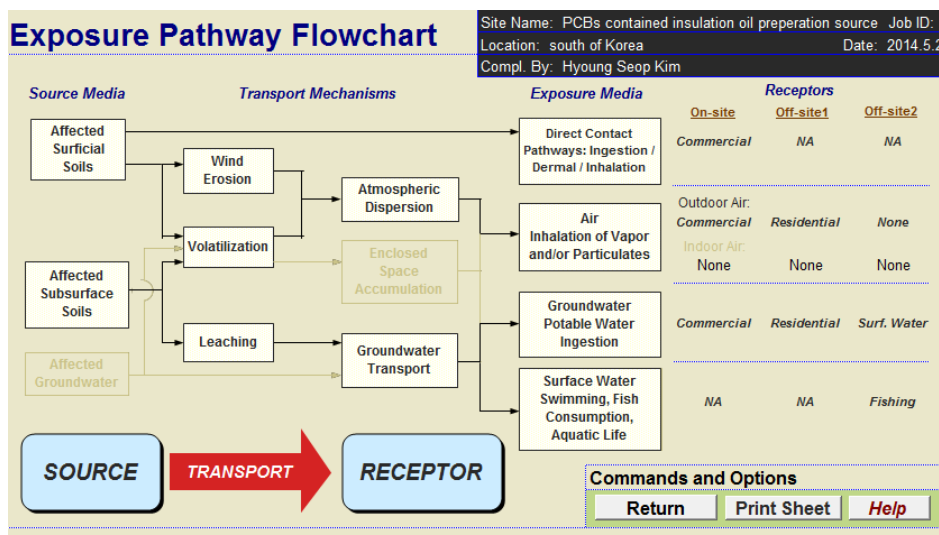 Exposure Pathway Flowchart
Site Name: PCBs contained insulation oil preperation source Job ID:
Location: south of Korea Date: 2014.5.2
Compl. By: Hyoung Seop Kim
Source Media
Transport Mechanisms
Exposure Media
Receptors
On-site
Off-site1
Off-site2
Affected
Surficial
Soils
Wind
Erosion
Volatilization
Atmospheric
Dispersion
Enclosed
Space
Accumulation
Affected
Subsurface
Soils
Leaching
Groundwater
Transport
Affected
Groundwater
Direct Contact
Pathways: Ingestion /
Dermal / Inhalation
Commercial
NA
NA
Air
Inhalation of Vapor
and/or Particulates
Outdoor Air:
Commercial
Residential
None
Indoor Air:
None
None
None
Groundwater
Potable Water
Ingestion
Commercial
Residential
Surf. Water
Surface Water
Swimming, Fish
Consumption,
Aquatic Life
NA
NA
Fishing
SOURCE
TRANSPORT
RECEPTOR
Commands and Options
Return
Print Sheet
Help